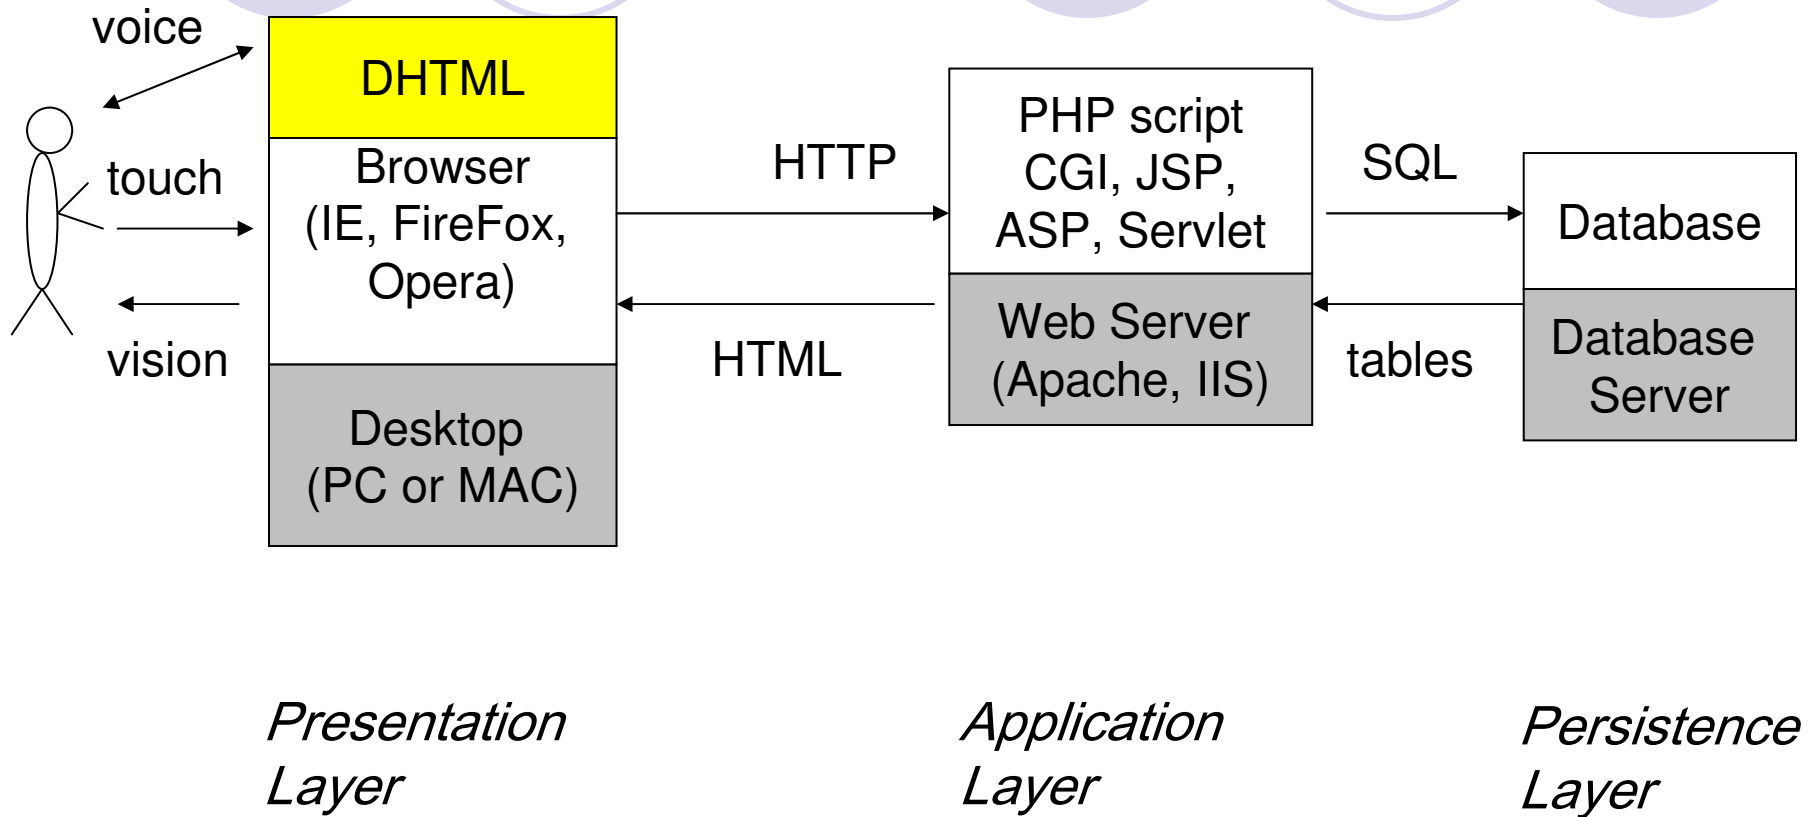 voice
touch
vision
DHTML
Browser
(IE, FireFox,
Opera)
Desktop
(PC or MAC)
HTTP
HTML
PHP script
CGI, JSP,
ASP, Servlet
Web Server
(Apache, IIS)
SQL
tables
Database
Database
Server
Presentation
Layer
Application
Layer
Persistence
Layer